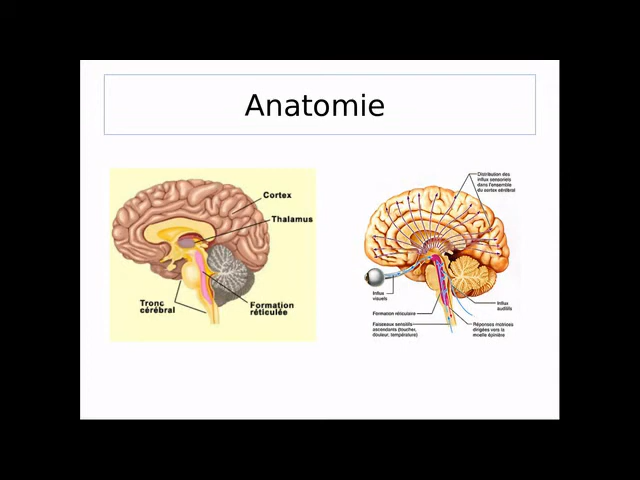 Anatomie
Cortex
Thalamus
Tronc
cérébral
Formation
réticulée
Distribution des
influx sensoriels
dans l'ensemble
du cortex cérébral
Influx
visuels
Influx
auditifs
Formation réticulaire
Faisceaux sensitifs
ascendants (toucher,
douleur, température)
Réponses motrices
dirigées vers la
moelle épinière